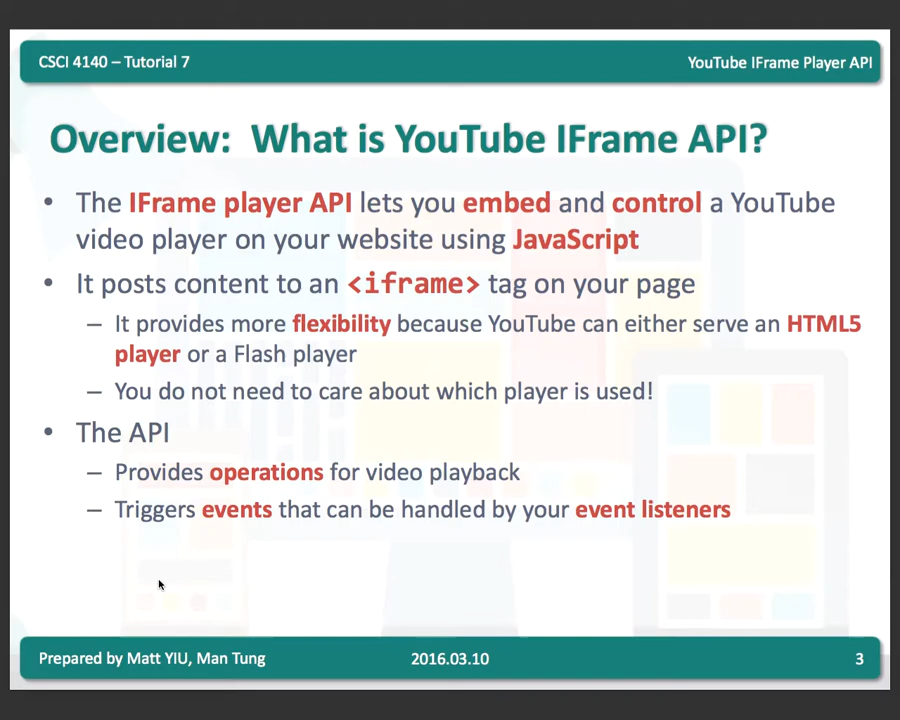 CSCI 4140 – Tutorial 7
YouTube IFrame Player API
Overview: What is YouTube IFrame API?
• The IFrame player API lets you embed and control a YouTube
video player on your website using JavaScript
• It posts content to an <iframe> tag on your page
– It provides more flexibility because YouTube can either serve an HTML5
player or a Flash player
– You do not need to care about which player is used!
• The API
– Provides operations for video playback
– Triggers events that can be handled by your event listeners
Prepared by Matt YIU, Man Tung
2016.03.10
3